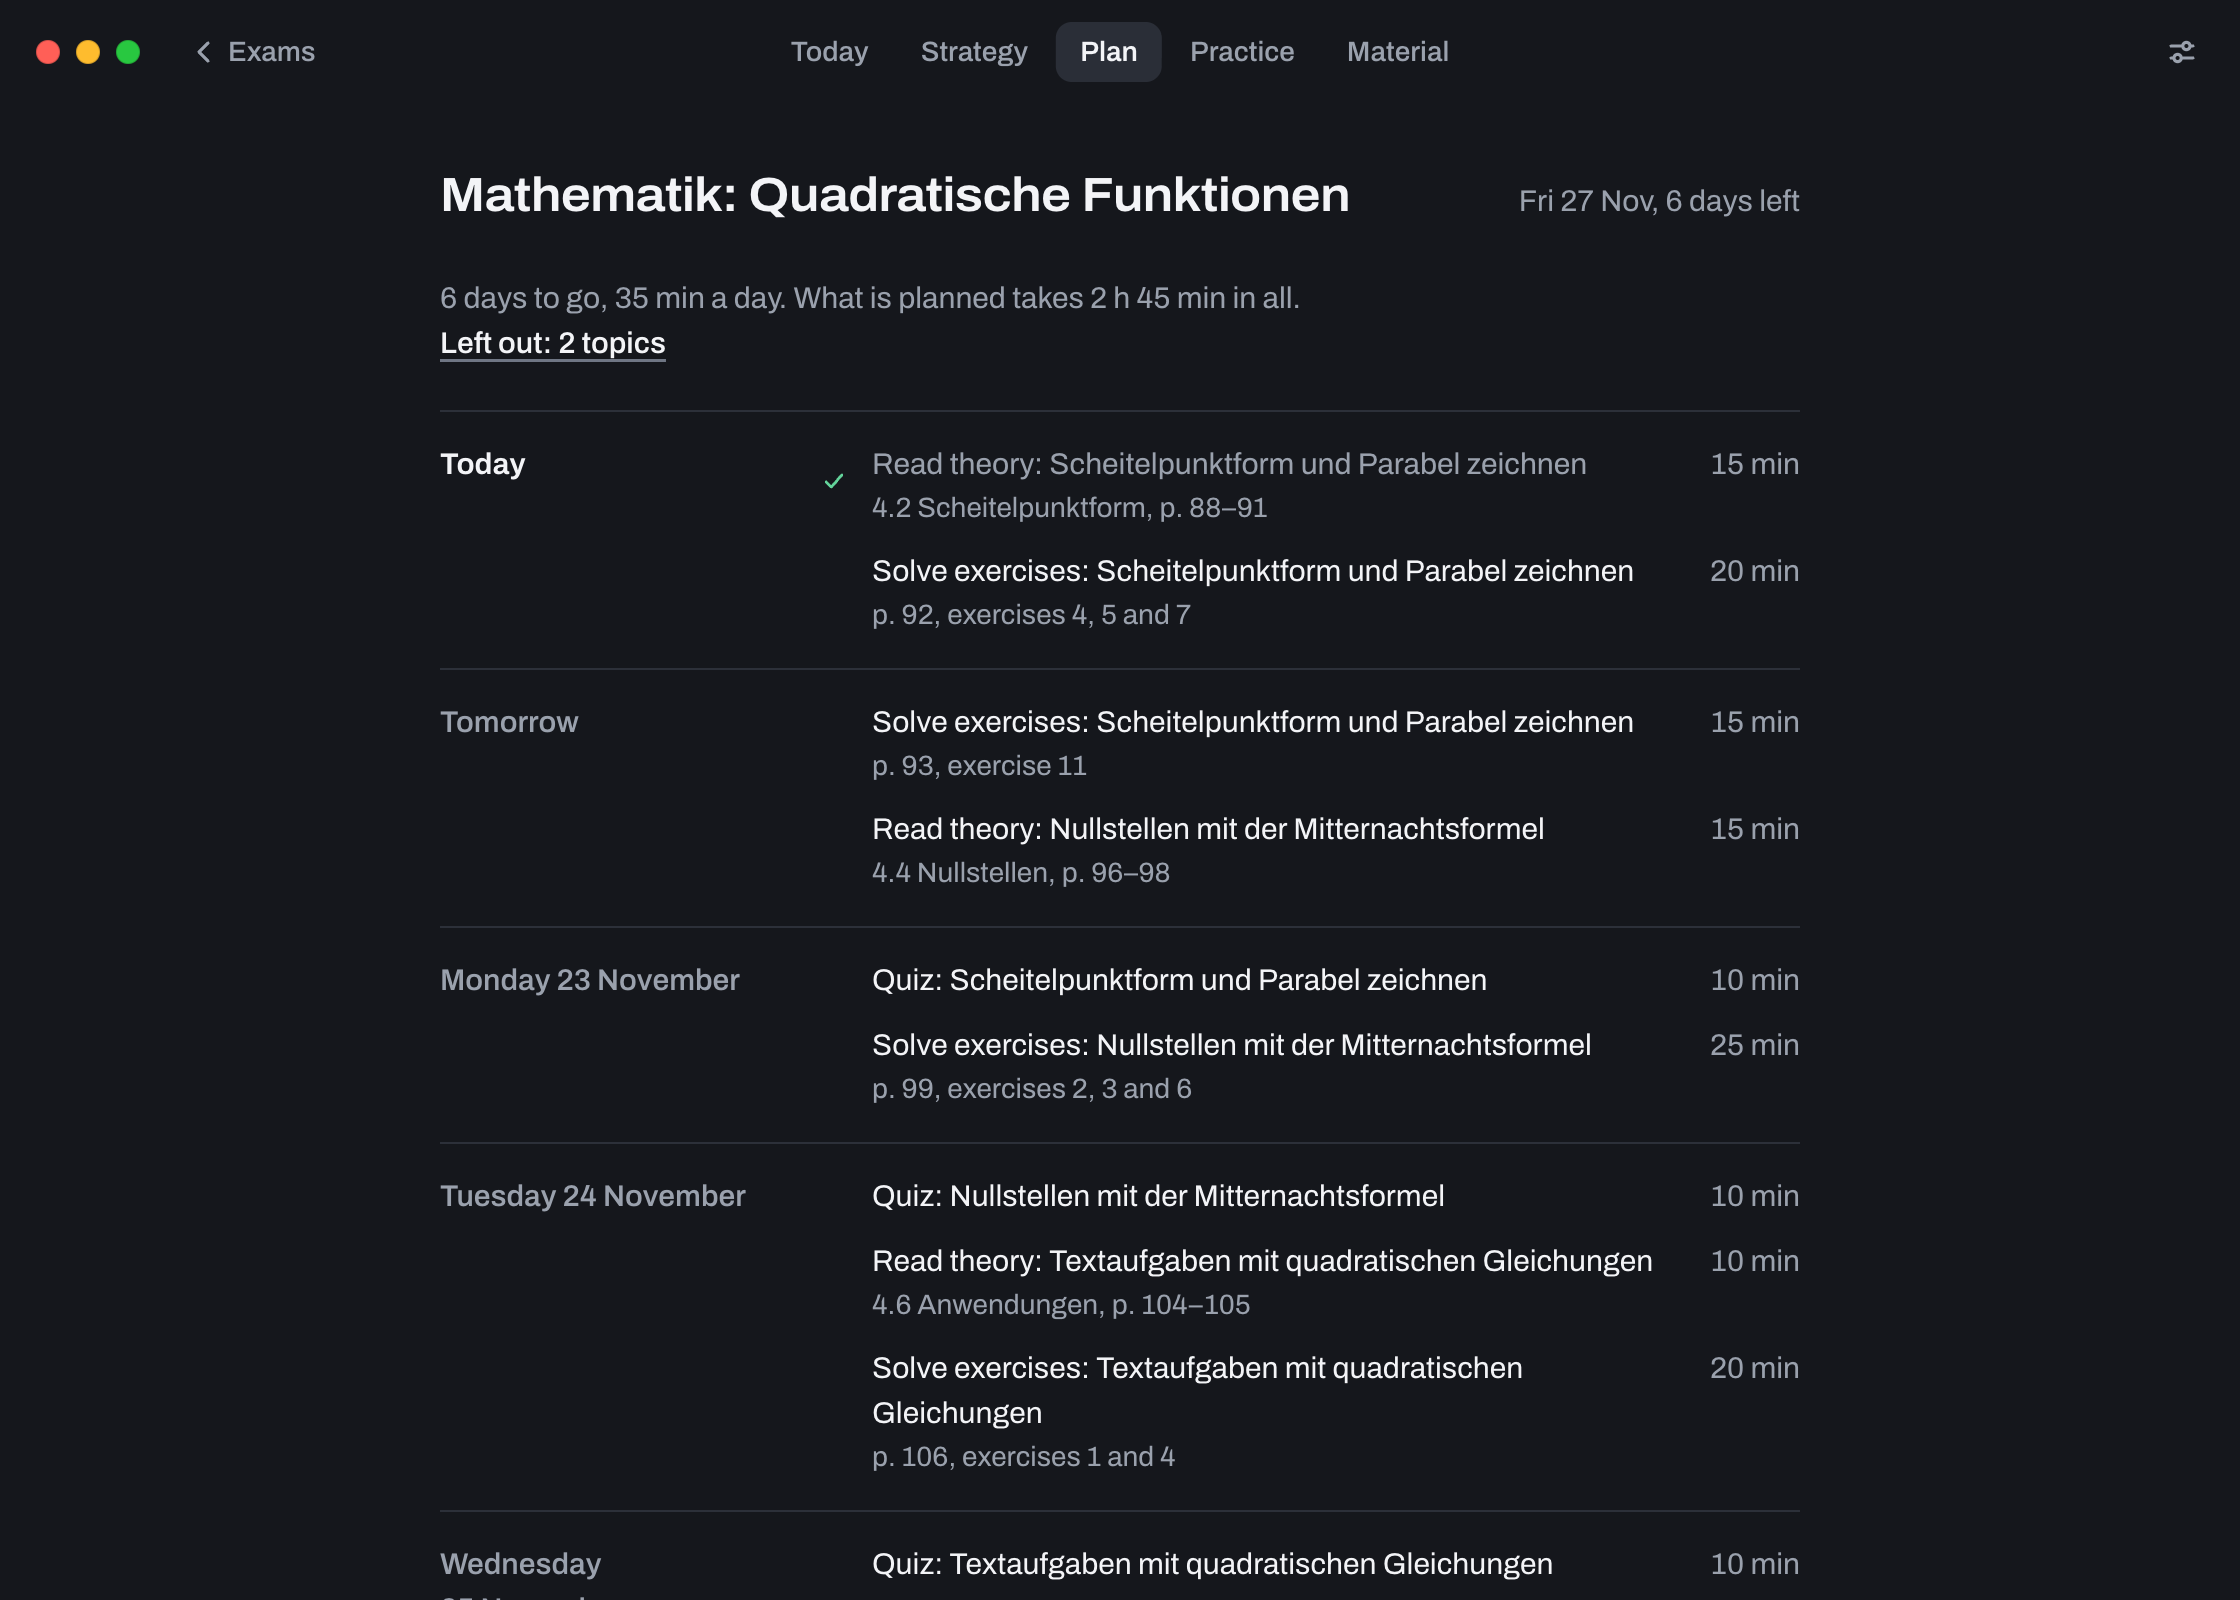 Exams
Today
Strategy
Plan
Practice
Material
Mathematik: Quadratische Funktionen
Fri 27 Nov, 6 days left
6 days to go, 35 min a day. What is planned takes 2 h 45 min in all.
Left out: 2 topics
Today
Read theory: Scheitelpunktform und Parabel zeichnen
15 min
4.2 Scheitelpunktform, p. 88–91
Solve exercises: Scheitelpunktform und Parabel zeichnen
20 min
p. 92, exercises 4, 5 and 7
Tomorrow
Solve exercises: Scheitelpunktform und Parabel zeichnen
15 min
p. 93, exercise 11
Read theory: Nullstellen mit der Mitternachtsformel
15 min
4.4 Nullstellen, p. 96–98
Monday 23 November
Quiz: Scheitelpunktform und Parabel zeichnen
10 min
Solve exercises: Nullstellen mit der Mitternachtsformel
25 min
p. 99, exercises 2, 3 and 6
Tuesday 24 November
Quiz: Nullstellen mit der Mitternachtsformel
10 min
Read theory: Textaufgaben mit quadratischen Gleichungen
10 min
4.6 Anwendungen, p. 104–105
Solve exercises: Textaufgaben mit quadratischen
Gleichungen
20 min
p. 106, exercises 1 and 4
Wednesday
Quiz: Textaufgaben mit quadratischen Gleichungen
10 min